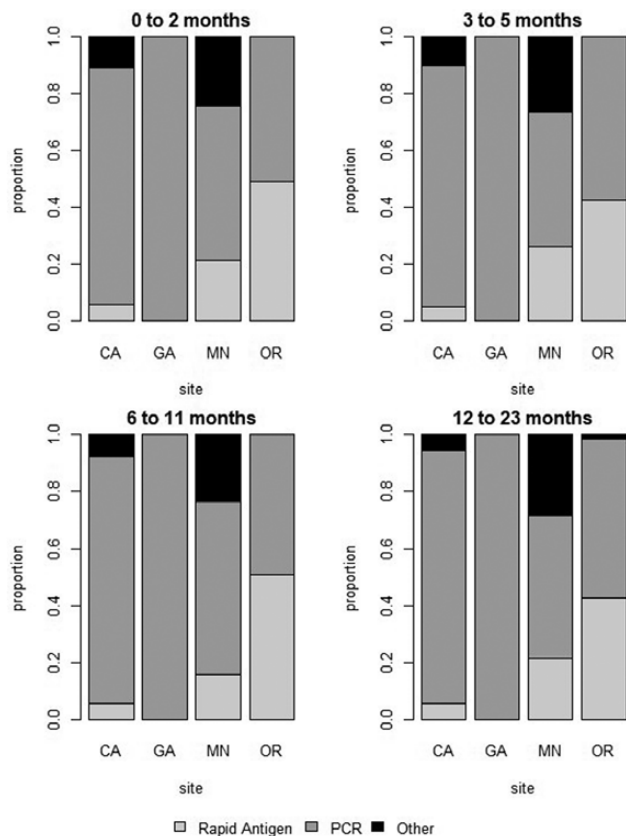 0 to 2 months
proportion
1.0
0.8
0.6
0.4
0.2
0.0
CA GA MN OR
site
3 to 5 months
proportion
1.0
0.8
0.6
0.4
0.2
0.0
CA GA MN OR
site
6 to 11 months
proportion
1.0
0.8
0.6
0.4
0.2
0.0
CA GA MN OR
site
12 to 23 months
proportion
1.0
0.8
0.6
0.4
0.2
0.0
CA GA MN OR
site
Rapid Antigen PCR Other